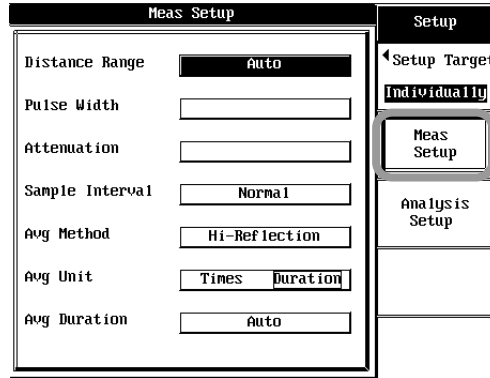 Meas Setup
Distance Range Auto
Pulse Width
Attenuation
Sample Interval Normal
Avg Method Hi-Reflection
Avg Unit Times Duration
Avg Duration Auto
Setup
Setup Target
Individually
Meas
Setup
Analysis
Setup